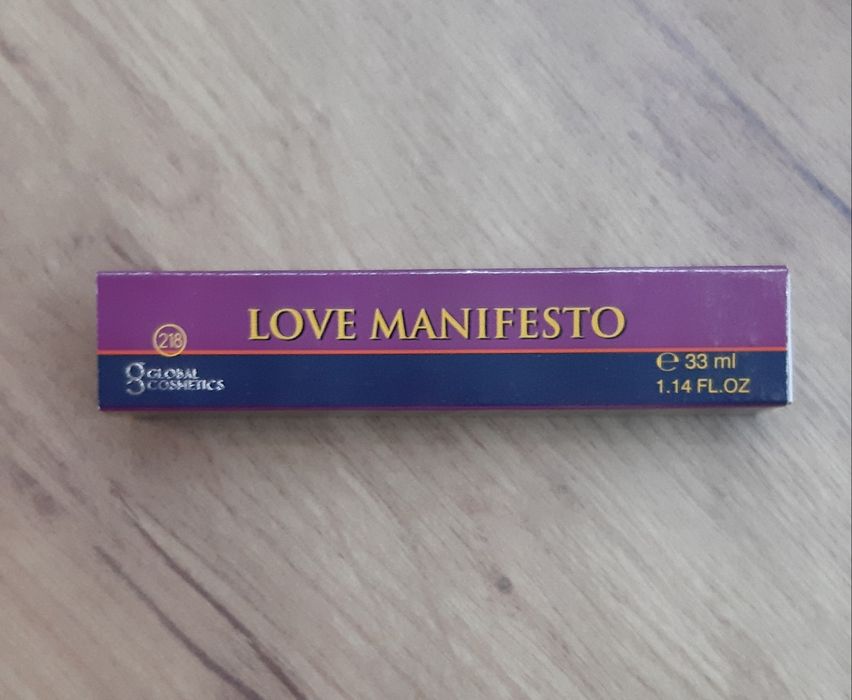 LOVE MANIFESTO
218
GLOBAL
COSMETICS
℮ 33 ml
1.14 FL.OZ